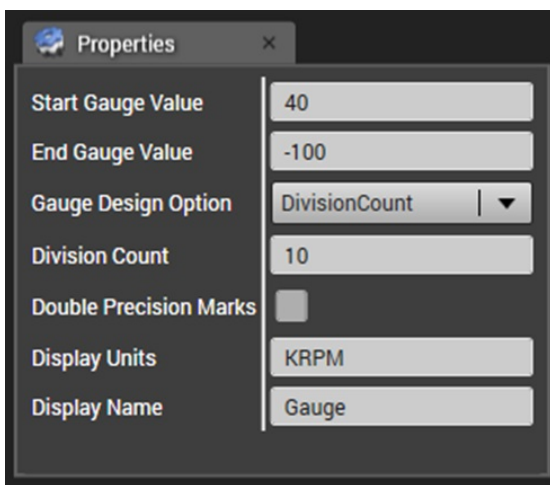 Properties ×
Start Gauge Value 40
End Gauge Value -100
Gauge Design Option DivisionCount
Division Count 10
Double Precision Marks
Display Units KRPM
Display Name Gauge